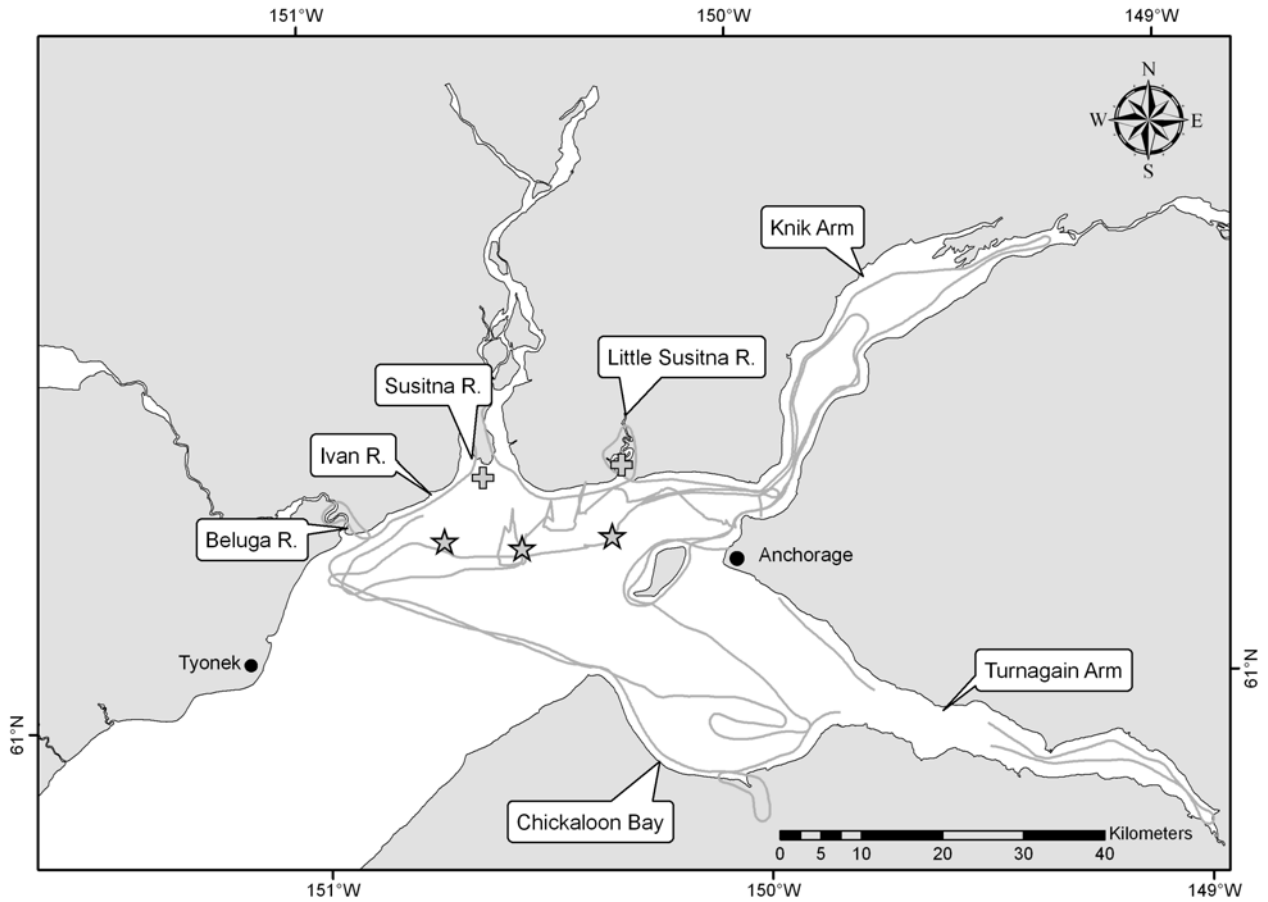 151°W 150°W 149°W
N
W E
S
Knik Arm
Little Susitna R.
Susitna R.
Ivan R.
Beluga R.
Anchorage
Tyonek
Turnagain Arm
61°N
61°N
Chickaloon Bay
Kilometers
0 5 10 20 30 40
151°W 150°W 149°W